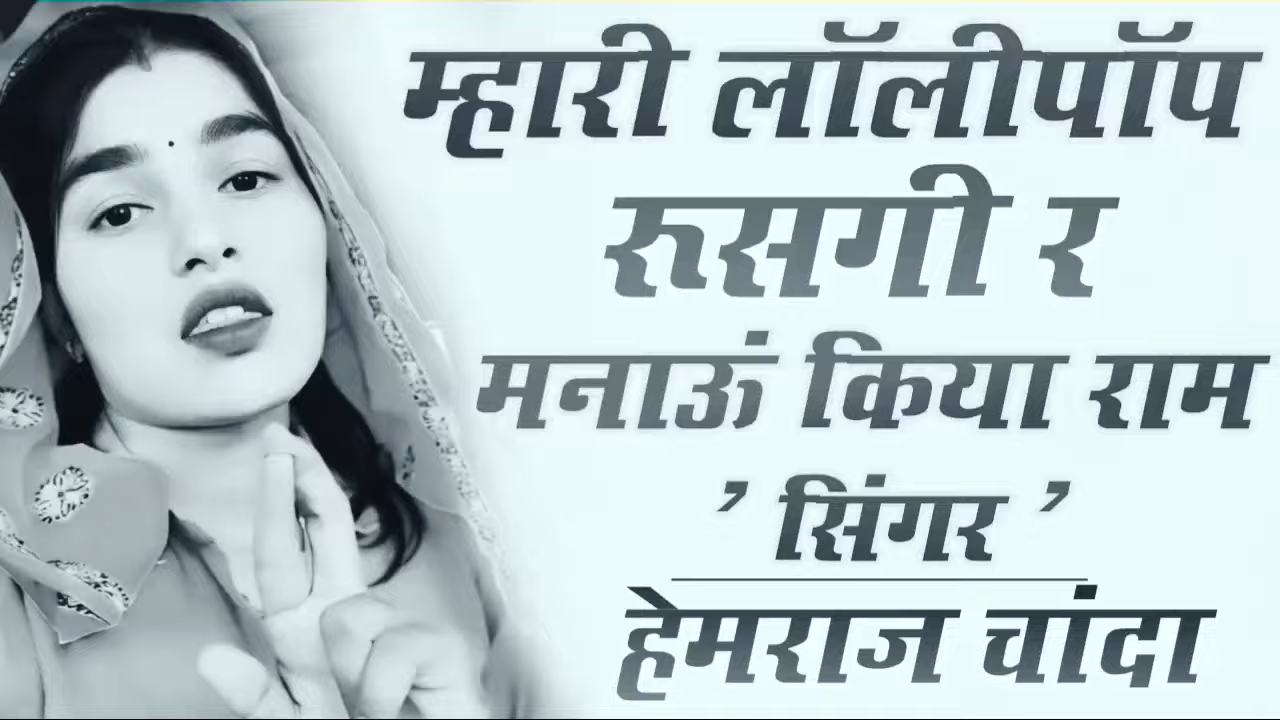 म्हारी लॉलीपॉप
रूसगी र
मनाऊं किया राम
' सिंगर '
हेमराज चांदा